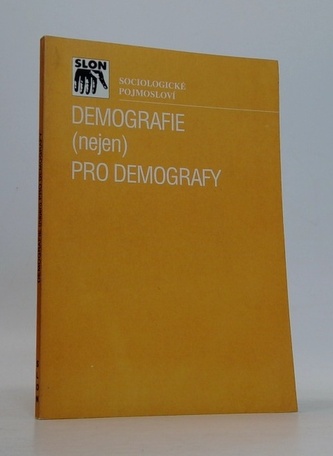 SLON
SOCIOLOGICKÉ
POJMOSLOVÍ
DEMOGRAFIE
(nejen)
PRO DEMOGRAFY